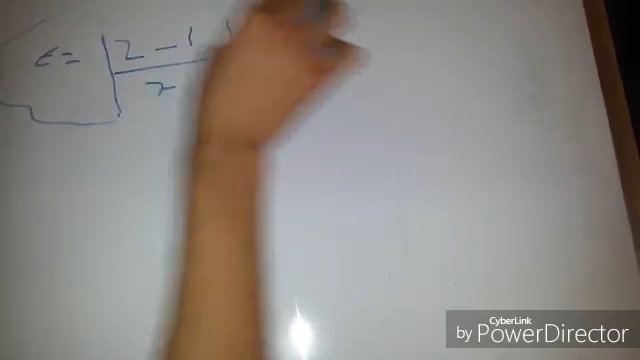 ε = | 2 - 1 |
2
CyberLink
by PowerDirector